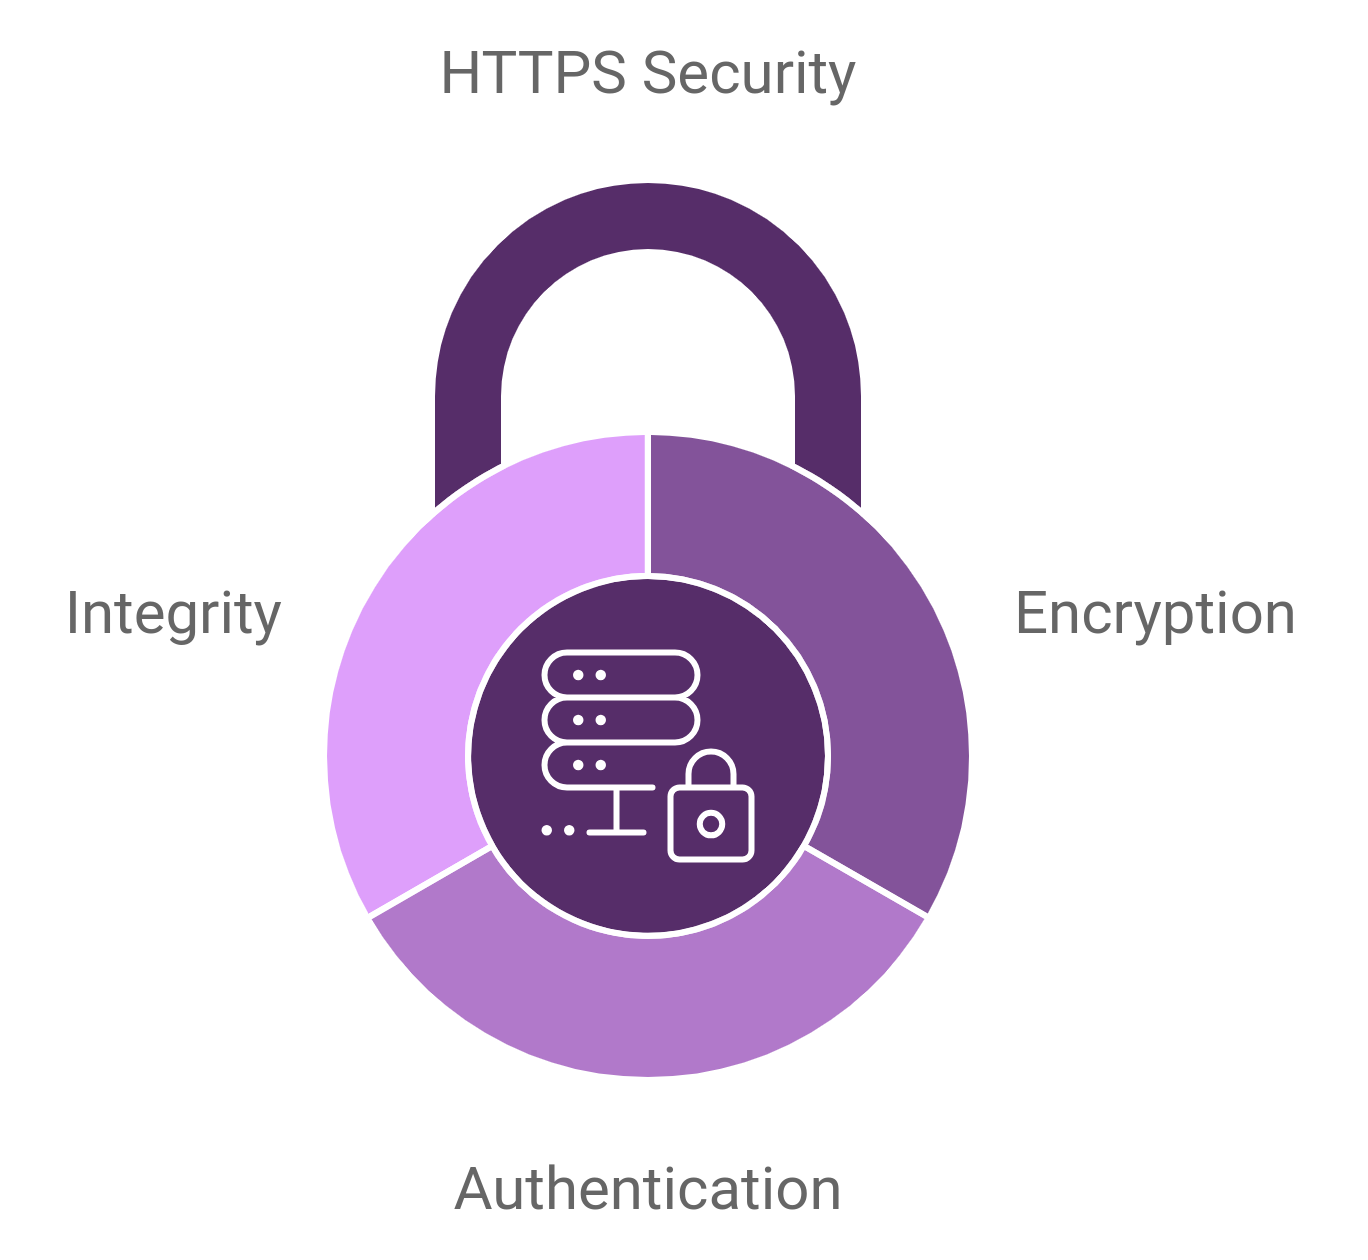 HTTPS Security
Integrity
Encryption
Authentication